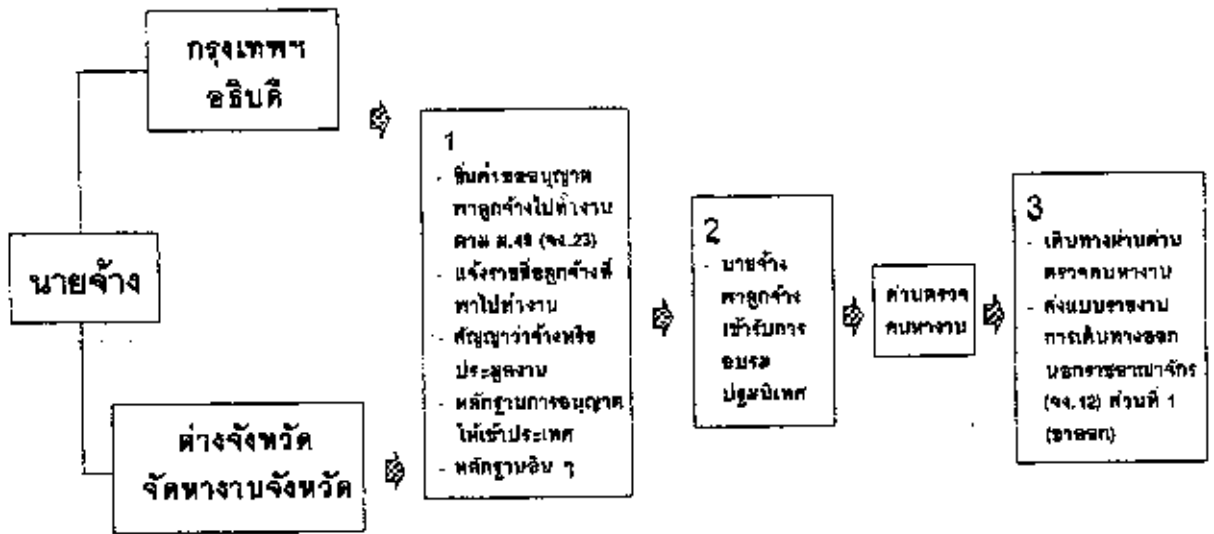 นายจ้าง
กรุงเทพฯ
อธิบดี
ต่างจังหวัด
จัดหางานจังหวัด
1
- ยื่นคำขออนุญาต
พาลูกจ้างไปทำงาน
ตาม ม.49 (จง.23)
- แจ้งรายชื่อลูกจ้างที่
พาไปทำงาน
- สัญญาว่าจ้างหรือ
ประมูลงาน
- หลักฐานการอนุญาต
ให้เข้าประเทศ
- หลักฐานอื่น ๆ
2
- นายจ้าง
พาลูกจ้าง
เข้ารับการ
อบรม
ปฐมนิเทศ
ด่านตรวจ
คนหางาน
3
- เดินทางผ่านด่าน
ตรวจคนหางาน
- ส่งแบบรายงาน
การเดินทางออก
นอกราชอาณาจักร
(จง.12) ส่วนที่ 1
(ขาออก)